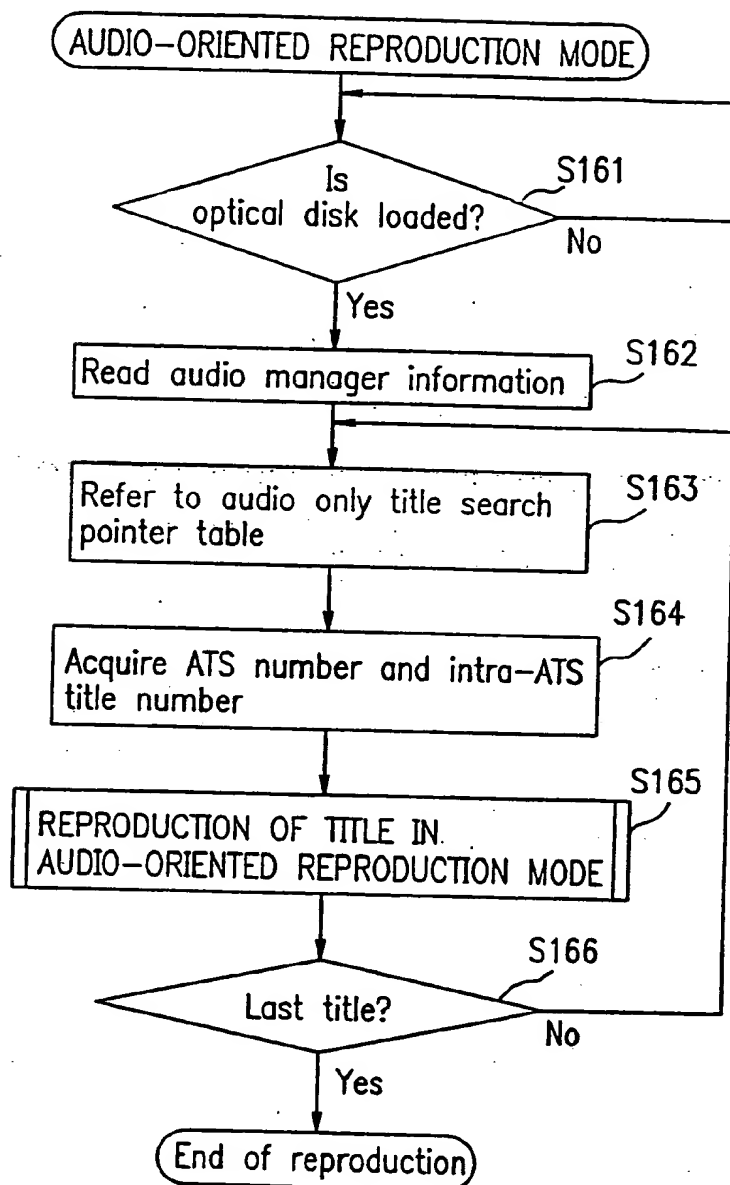 AUDIO-ORIENTED REPRODUCTION MODE
S161
Is
optical disk loaded?
No
Yes
S162
Read audio manager information
S163
Refer to audio only title search
pointer table
S164
Acquire ATS number and intra-ATS
title number
S165
REPRODUCTION OF TITLE IN
AUDIO-ORIENTED REPRODUCTION MODE
S166
Last title?
No
Yes
End of reproduction